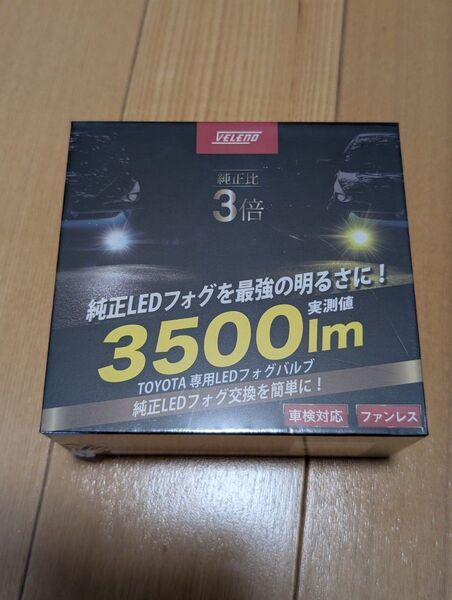 VELENO
純正比
3倍
純正LEDフォグを最強の明るさに!
実測値
3500lm
TOYOTA 専用LEDフォグバルブ
純正LEDフォグ交換を簡単に!
車検対応 ファンレス